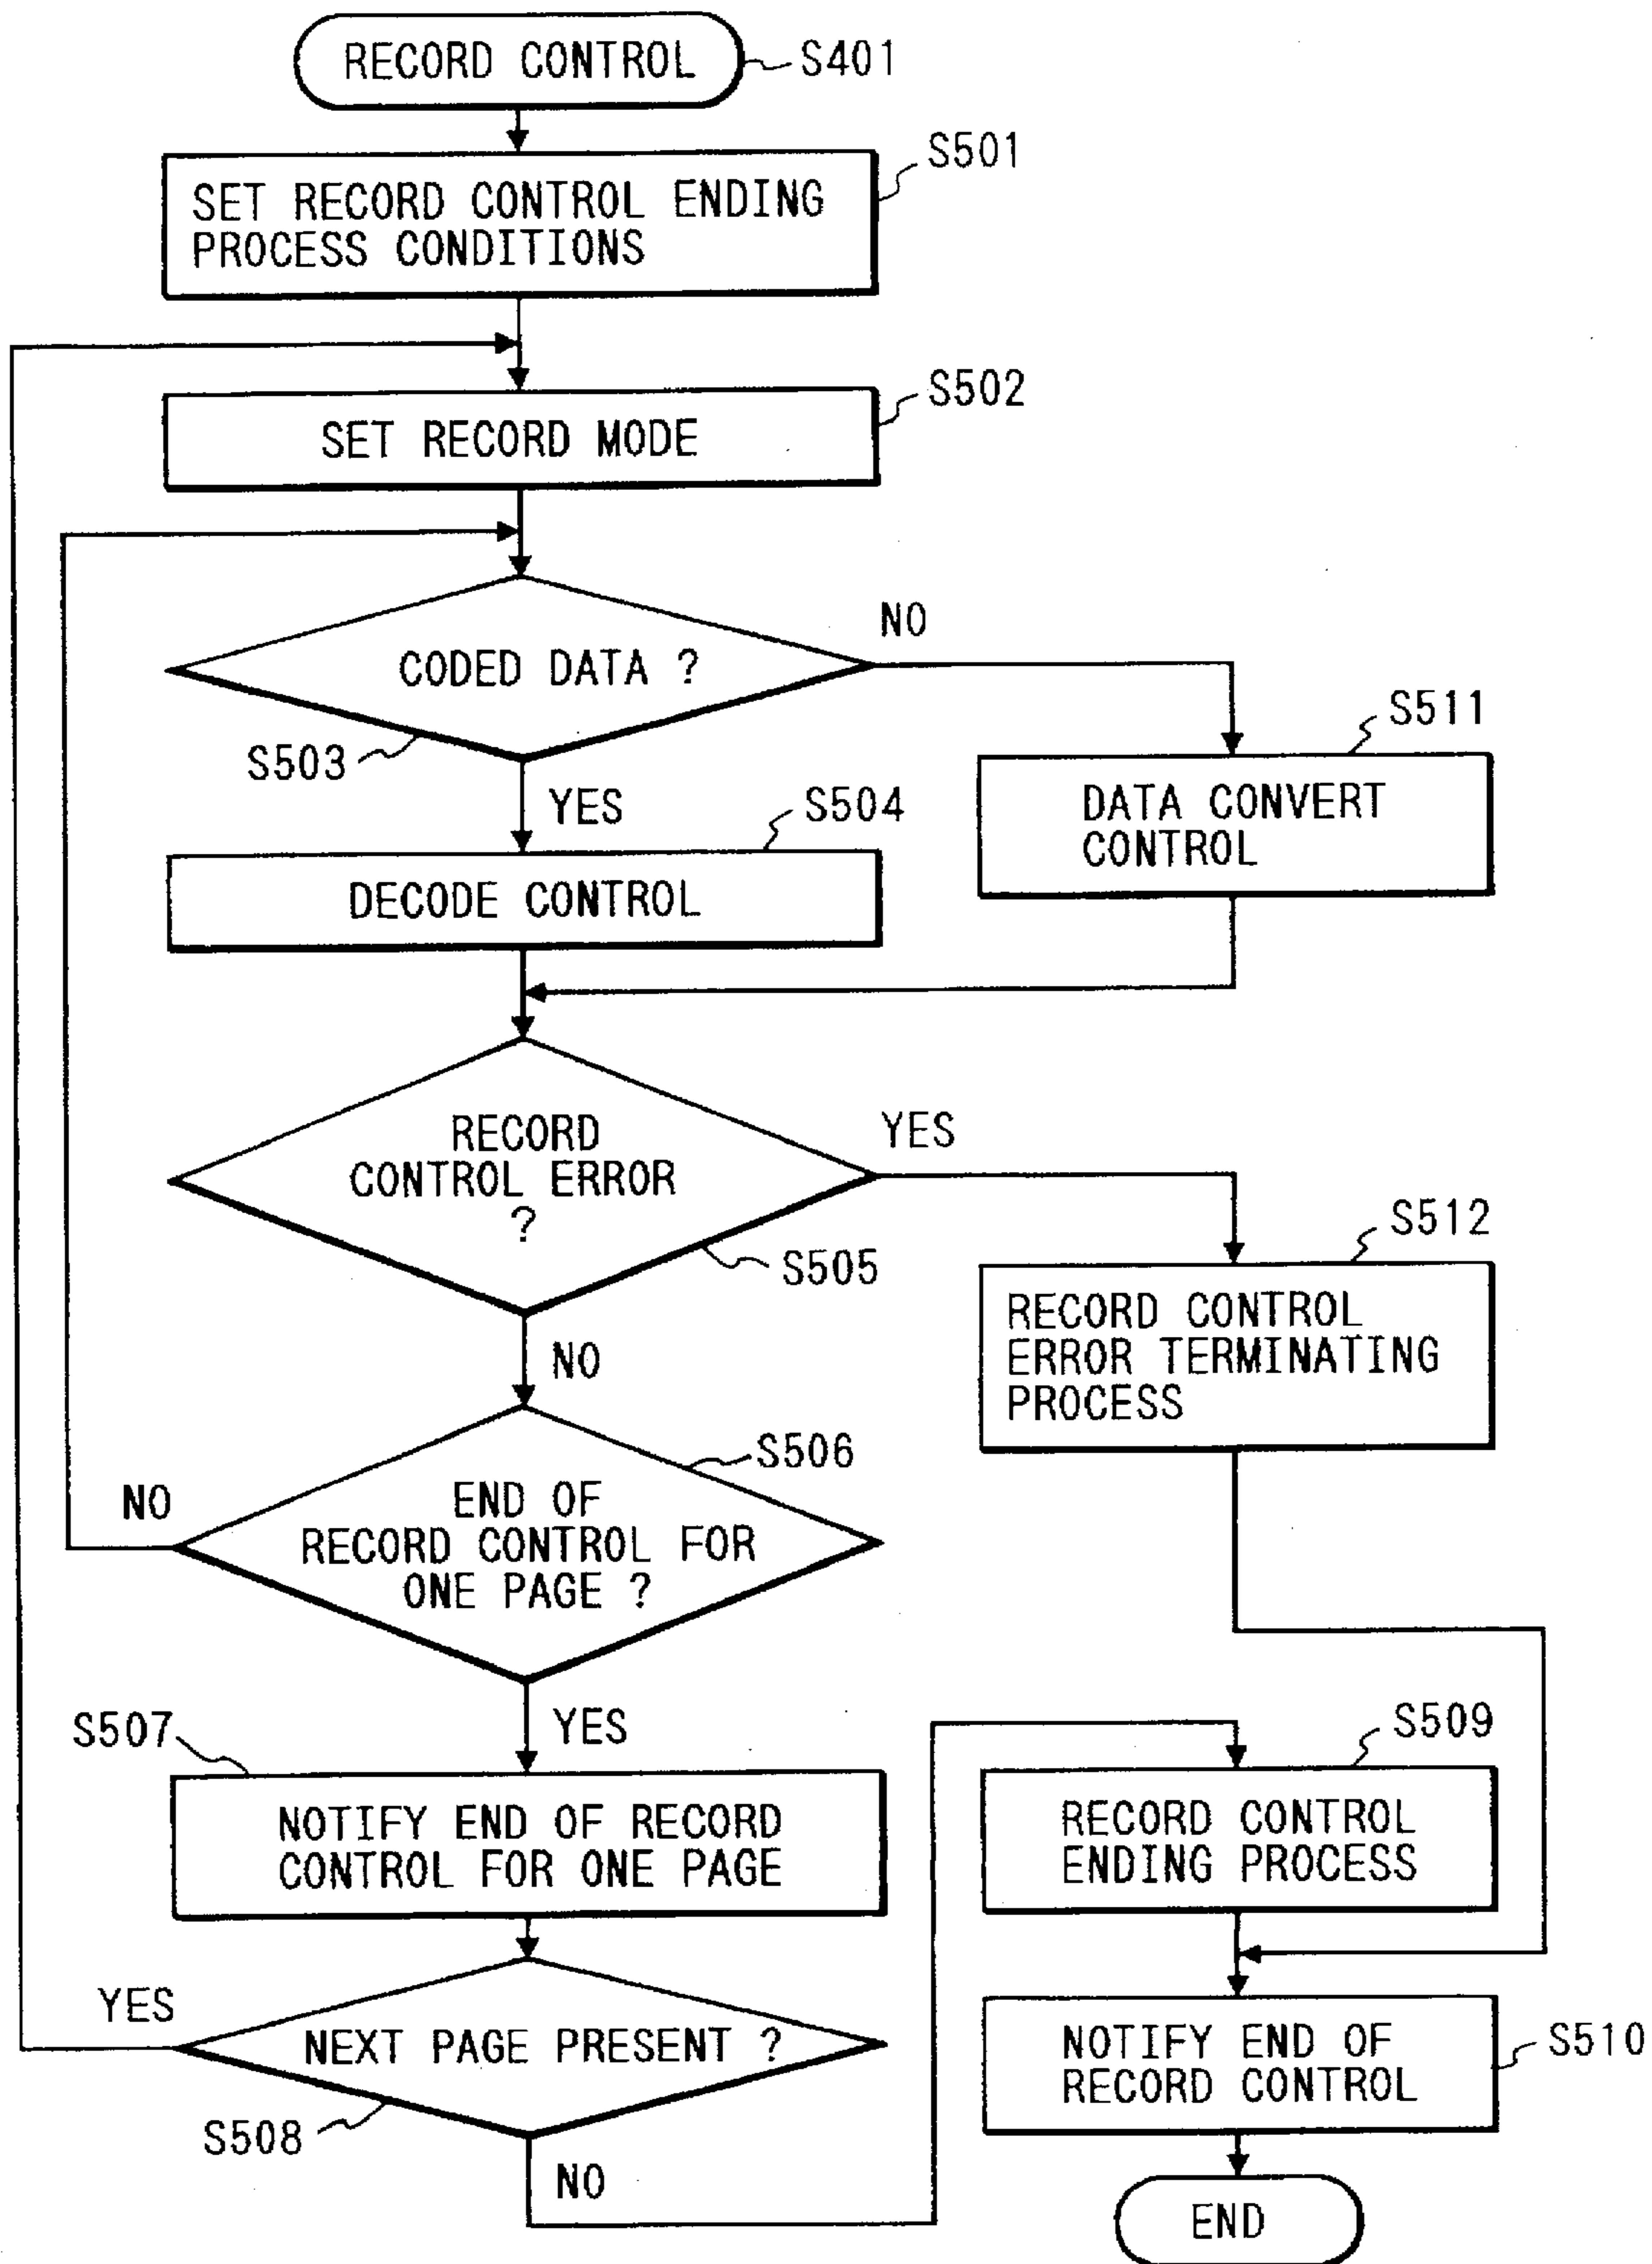 RECORD CONTROL
S401
S501
SET RECORD CONTROL ENDING
PROCESS CONDITIONS
S502
SET RECORD MODE
CODED DATA ?
NO
S503
YES
S511
DATA CONVERT
CONTROL
S504
DECODE CONTROL
RECORD
CONTROL ERROR
?
YES
S505
NO
S512
RECORD CONTROL
ERROR TERMINATING
PROCESS
S506
END OF
RECORD CONTROL FOR
ONE PAGE ?
NO
YES
S507
NOTIFY END OF RECORD
CONTROL FOR ONE PAGE
S509
RECORD CONTROL
ENDING PROCESS
YES
NEXT PAGE PRESENT ?
S508
NO
NOTIFY END OF
RECORD CONTROL
S510
END